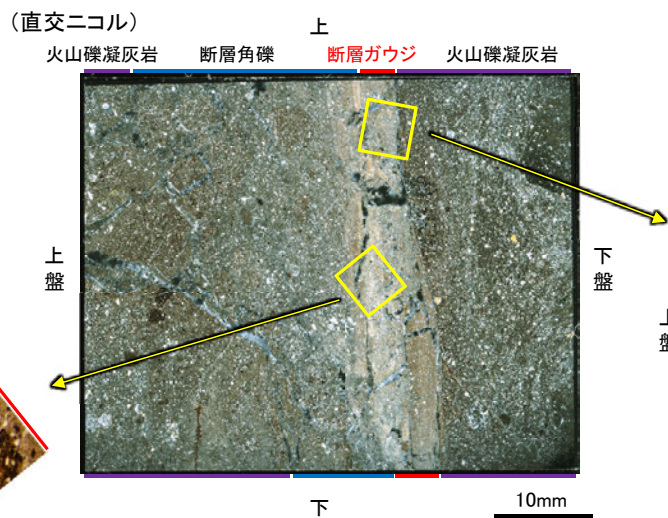 (直交ニコル)
上
火山礫凝灰岩 断層角礫 断層ガウジ 火山礫凝灰岩
上盤
下盤
下
10mm